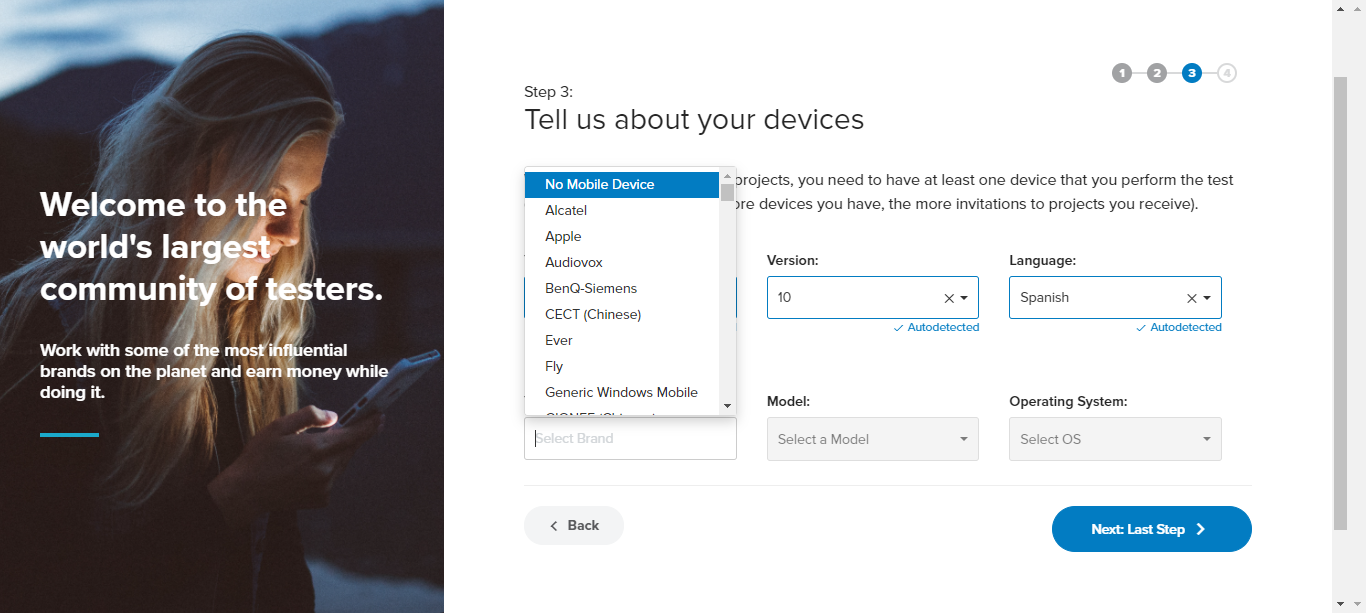 Welcome to the
world's largest
community of testers.
Work with some of the most influential
brands on the planet and earn money while
doing it.
1 2 3 4
Step 3:
Tell us about your devices
projects, you need to have at least one device that you perform the test
devices you have, the more invitations to projects you receive).
No Mobile Device
Alcatel
Apple
Audiovox
BenQ-Siemens
CECT (Chinese)
Ever
Fly
Generic Windows Mobile
Select Brand
Version:
10
Autodetected
Language:
Spanish
Autodetected
Model:
Select a Model
Operating System:
Select OS
Back
Next: Last Step